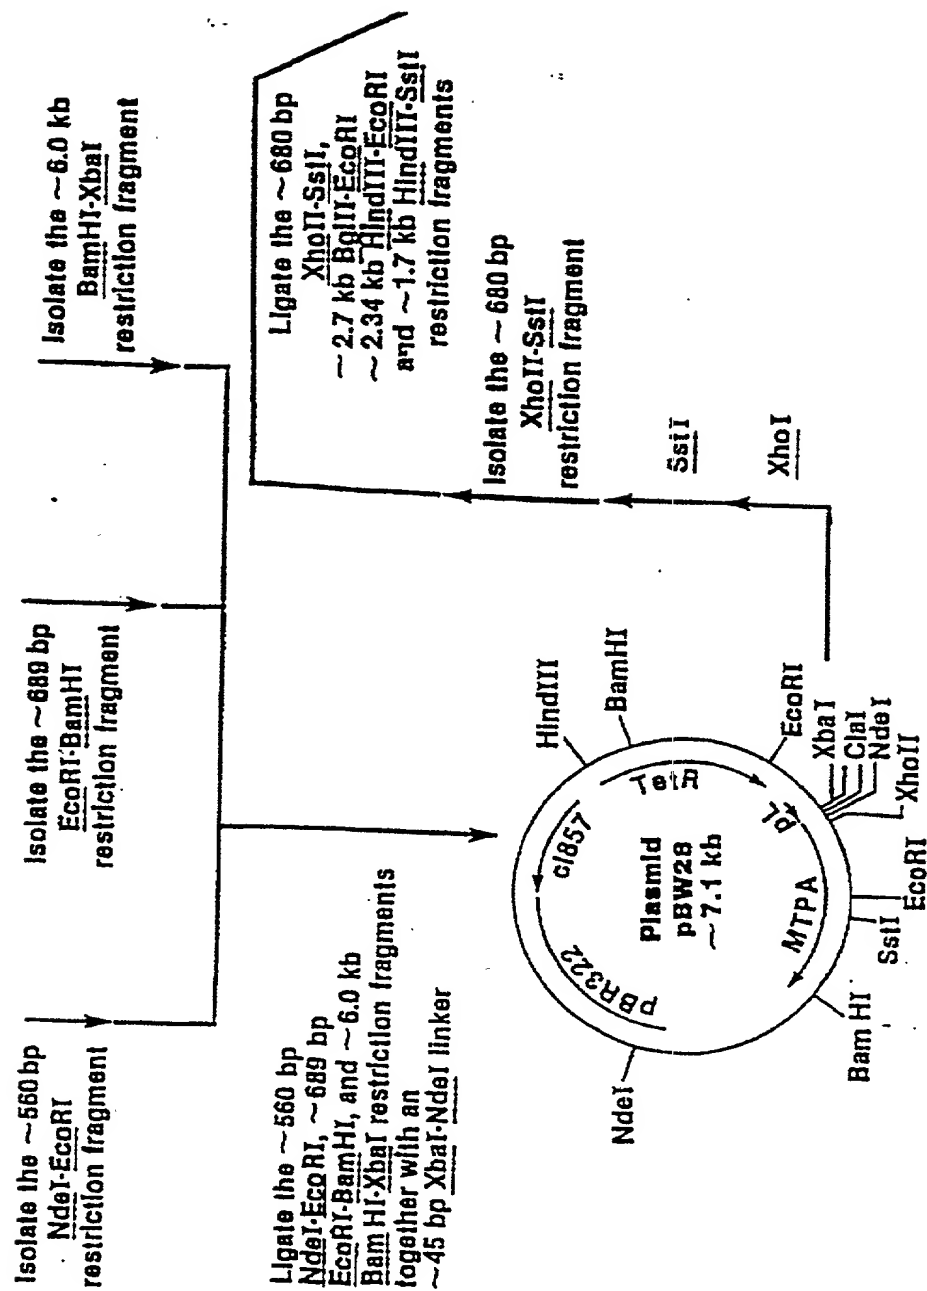 Isolate the ~560 bp
NdeI-EcoRI
restriction fragment
Isolate the ~689 bp
EcoRI-BamHI
restriction fragment
Isolate the ~6.0 kb
BamHI-XbaI
restriction fragment
Ligate the ~560 bp
NdeI-EcoRI, ~689 bp
EcoRI-BamHI, and ~6.0 kb
Bam HI-XbaI restriction fragments
together with an
~45 bp XbaI-NdeI linker
Ligate the ~680 bp
XhoII-SstI,
~2.7 kb BglII-EcoRI
~2.34 kb HindIII-EcoRI
and ~1.7 kb HindIII-SstI
restriction fragments
Isolate the ~680 bp
XhoII-SstI
restriction fragment
SstI
XhoI
HindIII
BamHI
EcoRI
XbaI
ClaI
NdeI
XhoII
EcoRI
SstI
Bam HI
NdeI
cI857
TetR
pL
MTPA
PBR322
Plasmid
pBW28
~7.1 kb